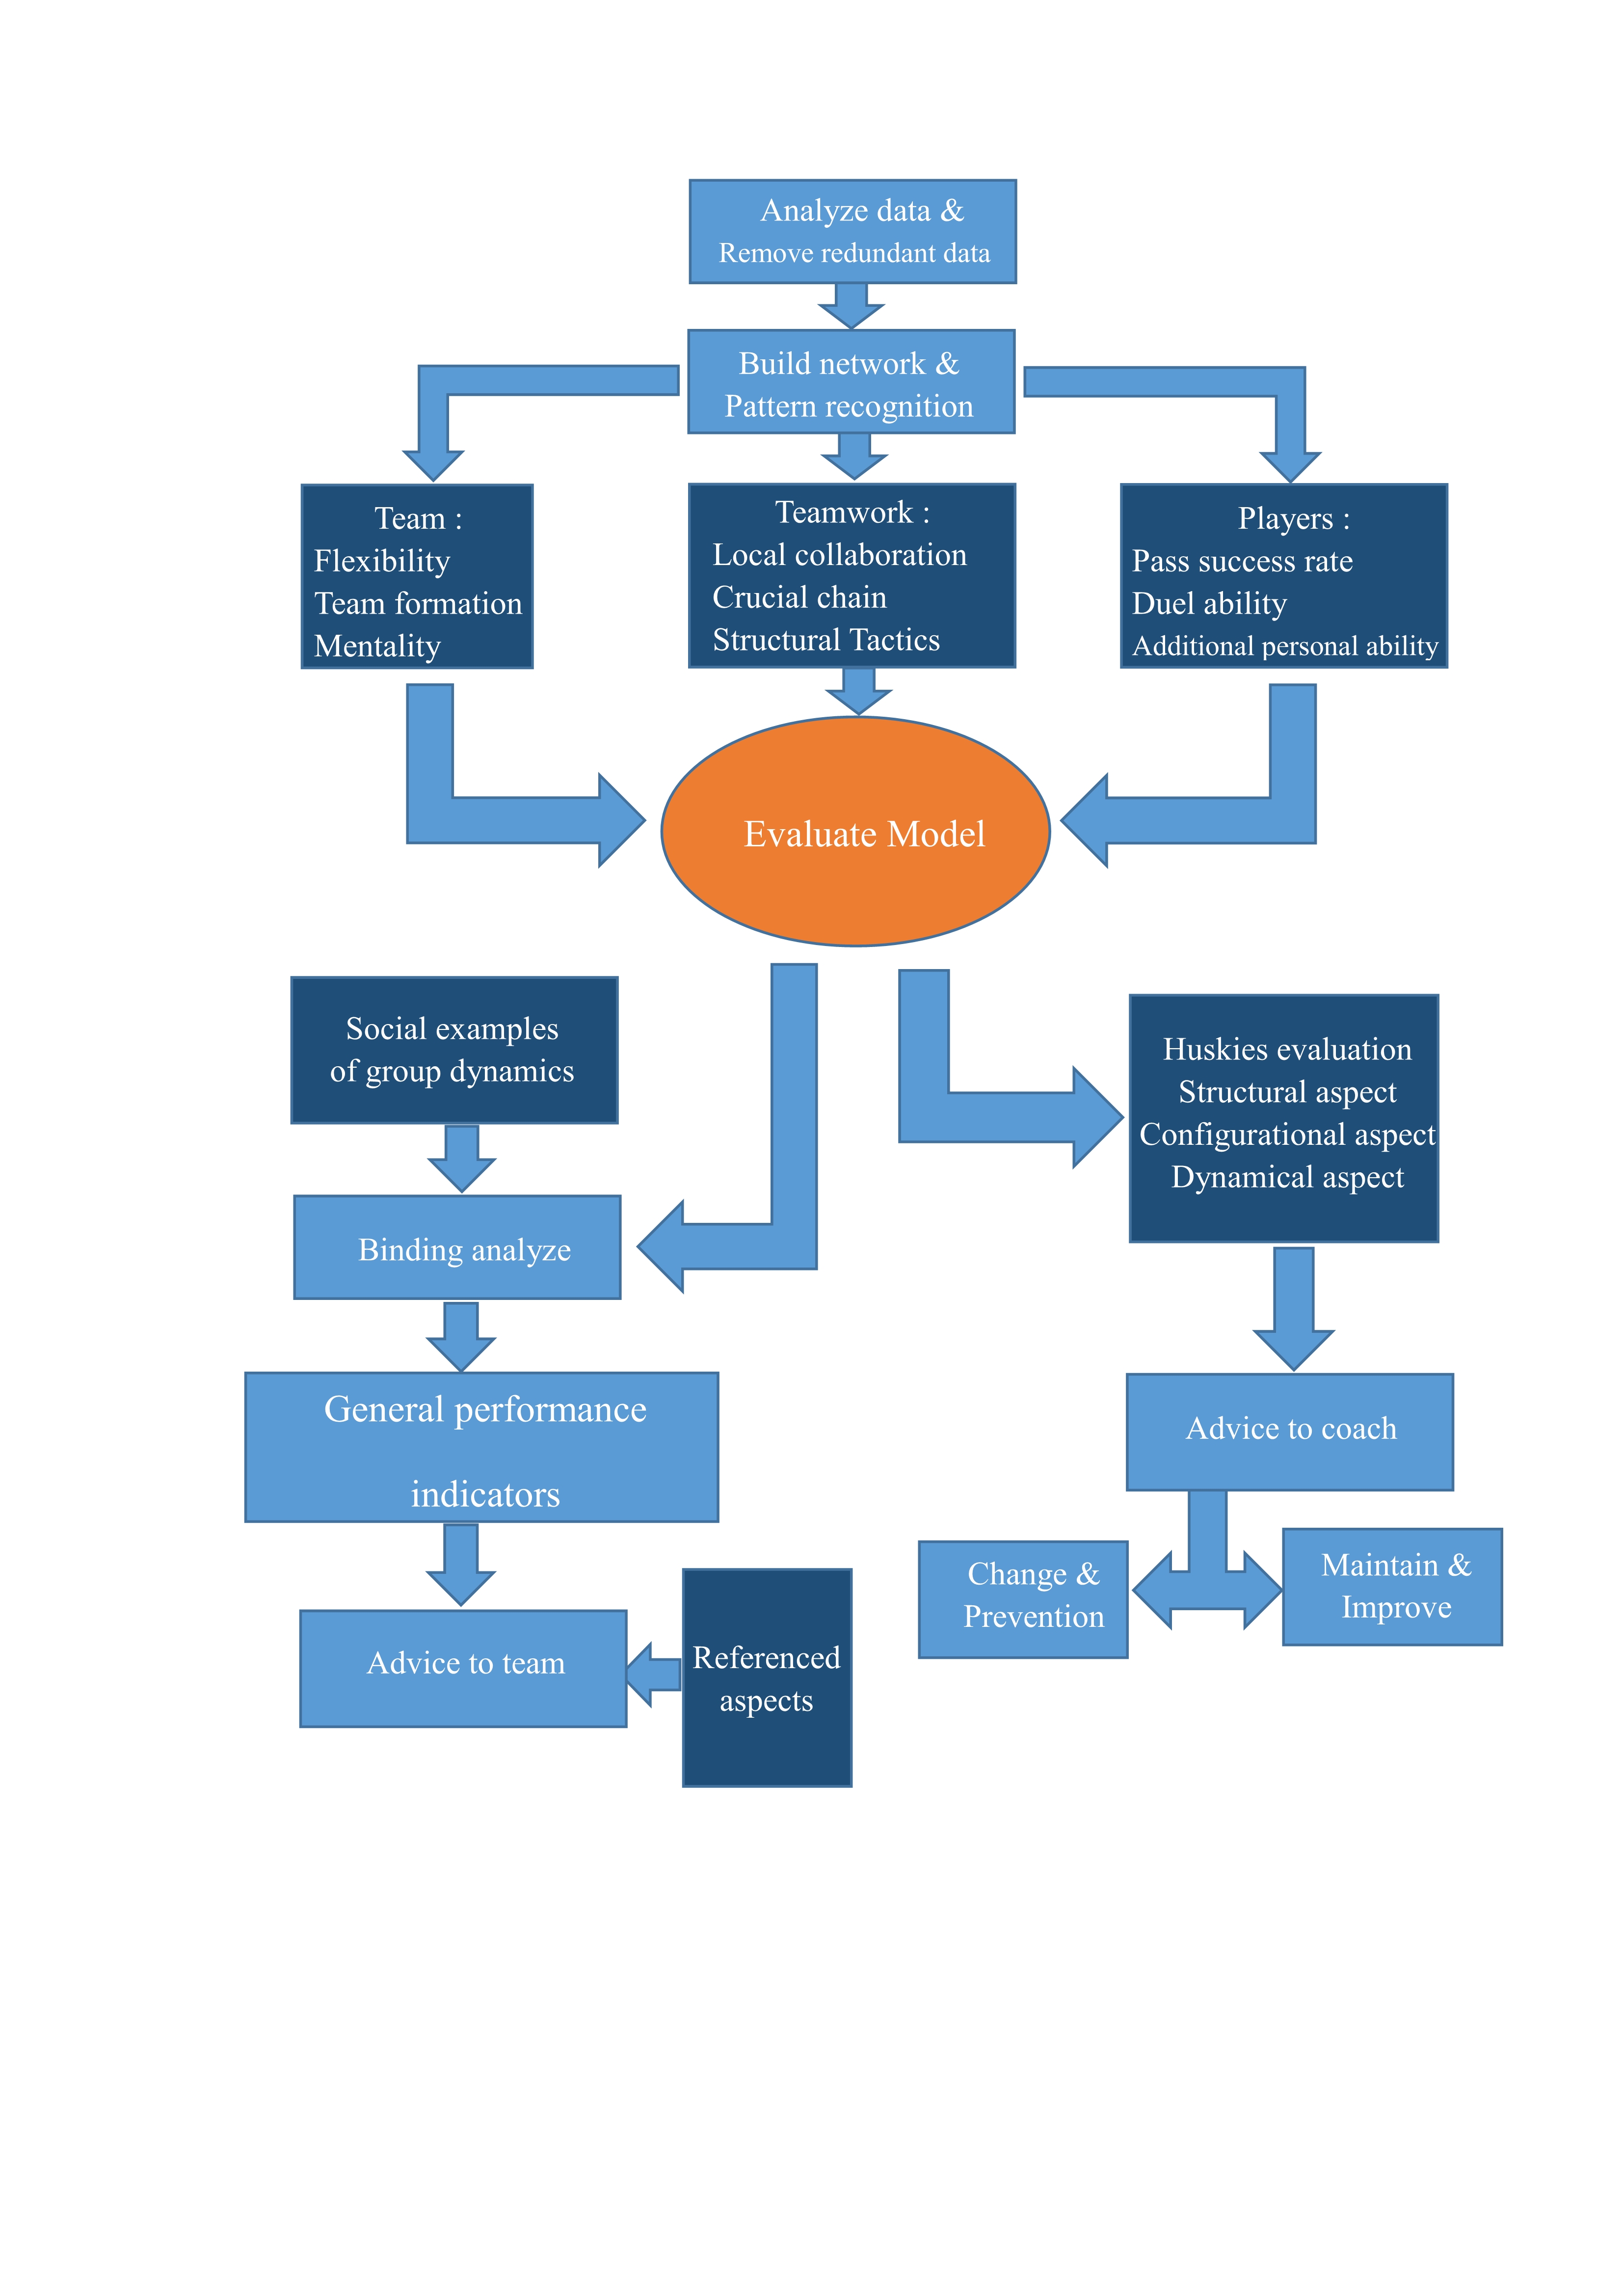 Analyze data &
Remove redundant data
Build network &
Pattern recognition
Team :
Flexibility
Team formation
Mentality
Teamwork :
Local collaboration
Crucial chain
Structural Tactics
Players :
Pass success rate
Duel ability
Additional personal ability
Evaluate Model
Social examples
of group dynamics
Huskies evaluation
Structural aspect
Configurational aspect
Dynamical aspect
Binding analyze
General performance
indicators
Advice to coach
Change &
Prevention
Maintain &
Improve
Advice to team
Referenced
aspects